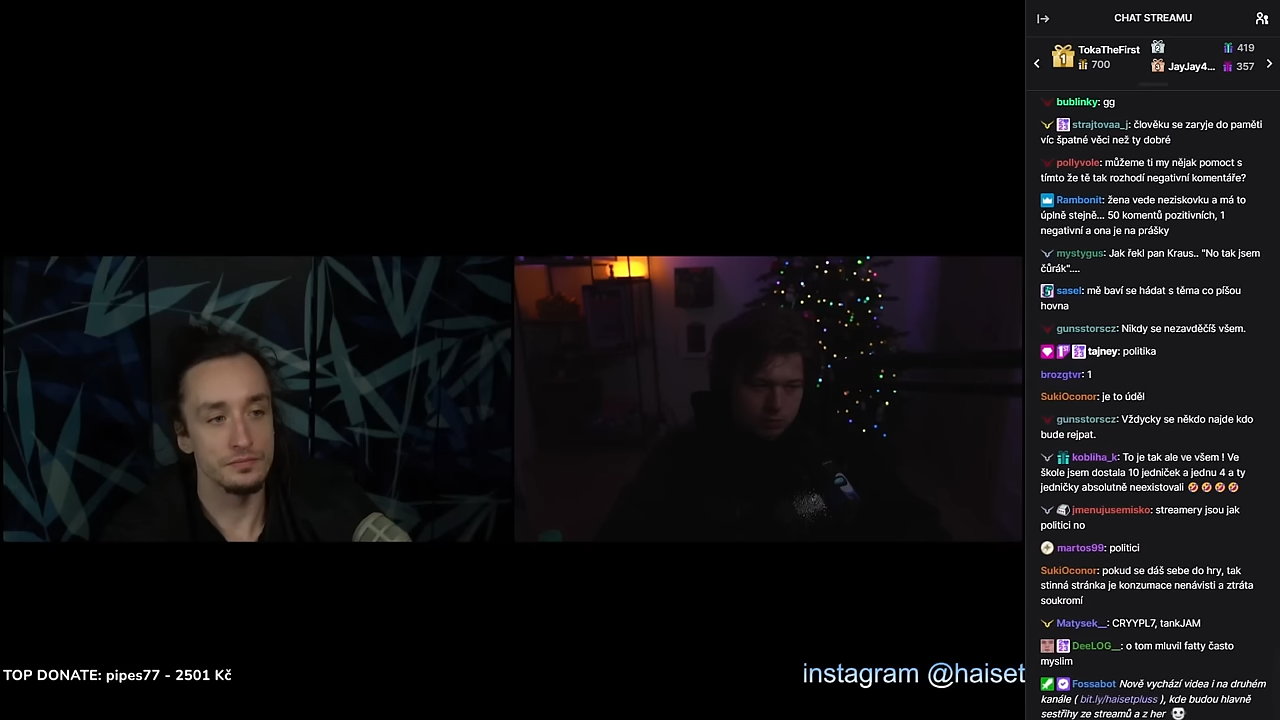 CHAT STREAMU
TokaTheFirst
700
419
JayJay4...
357
bublinky: gg
strajtovaa_j: člověku se zaryje do paměti
víc špatné věci než ty dobré
pollyvole: můžeme ti my nějak pomoct s
tímto že tě tak rozhodí negativní komentáře?
Rambonit: žena vede neziskovku a má to
úplně stejně... 50 komentů pozitivních, 1
negativní a ona je na prášky
mystygus: Jak řekl pan Kraus.. "No tak jsem
čůrák"....
sasel: mě baví se hádat s těma co píšou
hovna
gunsstorscz: Nikdy se nezavděčíš všem.
tajney: politika
brozgtvr: 1
SukiOconor: je to úděl
gunsstorscz: Vždycky se někdo najde kdo
bude rejpat.
kobliha_k: To je tak ale ve všem ! Ve
škole jsem dostala 10 jedniček a jednu 4 a ty
jedničky absolutně neexistovali 🤣 🤣 🤣 🤣
jmenujusemisko: streamery jsou jak
politici no
martos99: politici
SukiOconor: pokud se dáš sebe do hry, tak
stinná stránka je konzumace nenávisti a ztráta
soukromí
Matysek__: CRYYPL7, tankJAM
DeeLOG__: o tom mluvil fatty často
myslim
Fossabot Nově vychází videa i na druhém
kanále ( bit.ly/haisetpluss ), kde budou hlavně
sestřihy ze streamů a z her
TOP DONATE: pipes77 - 2501 Kč
instagram @haiset